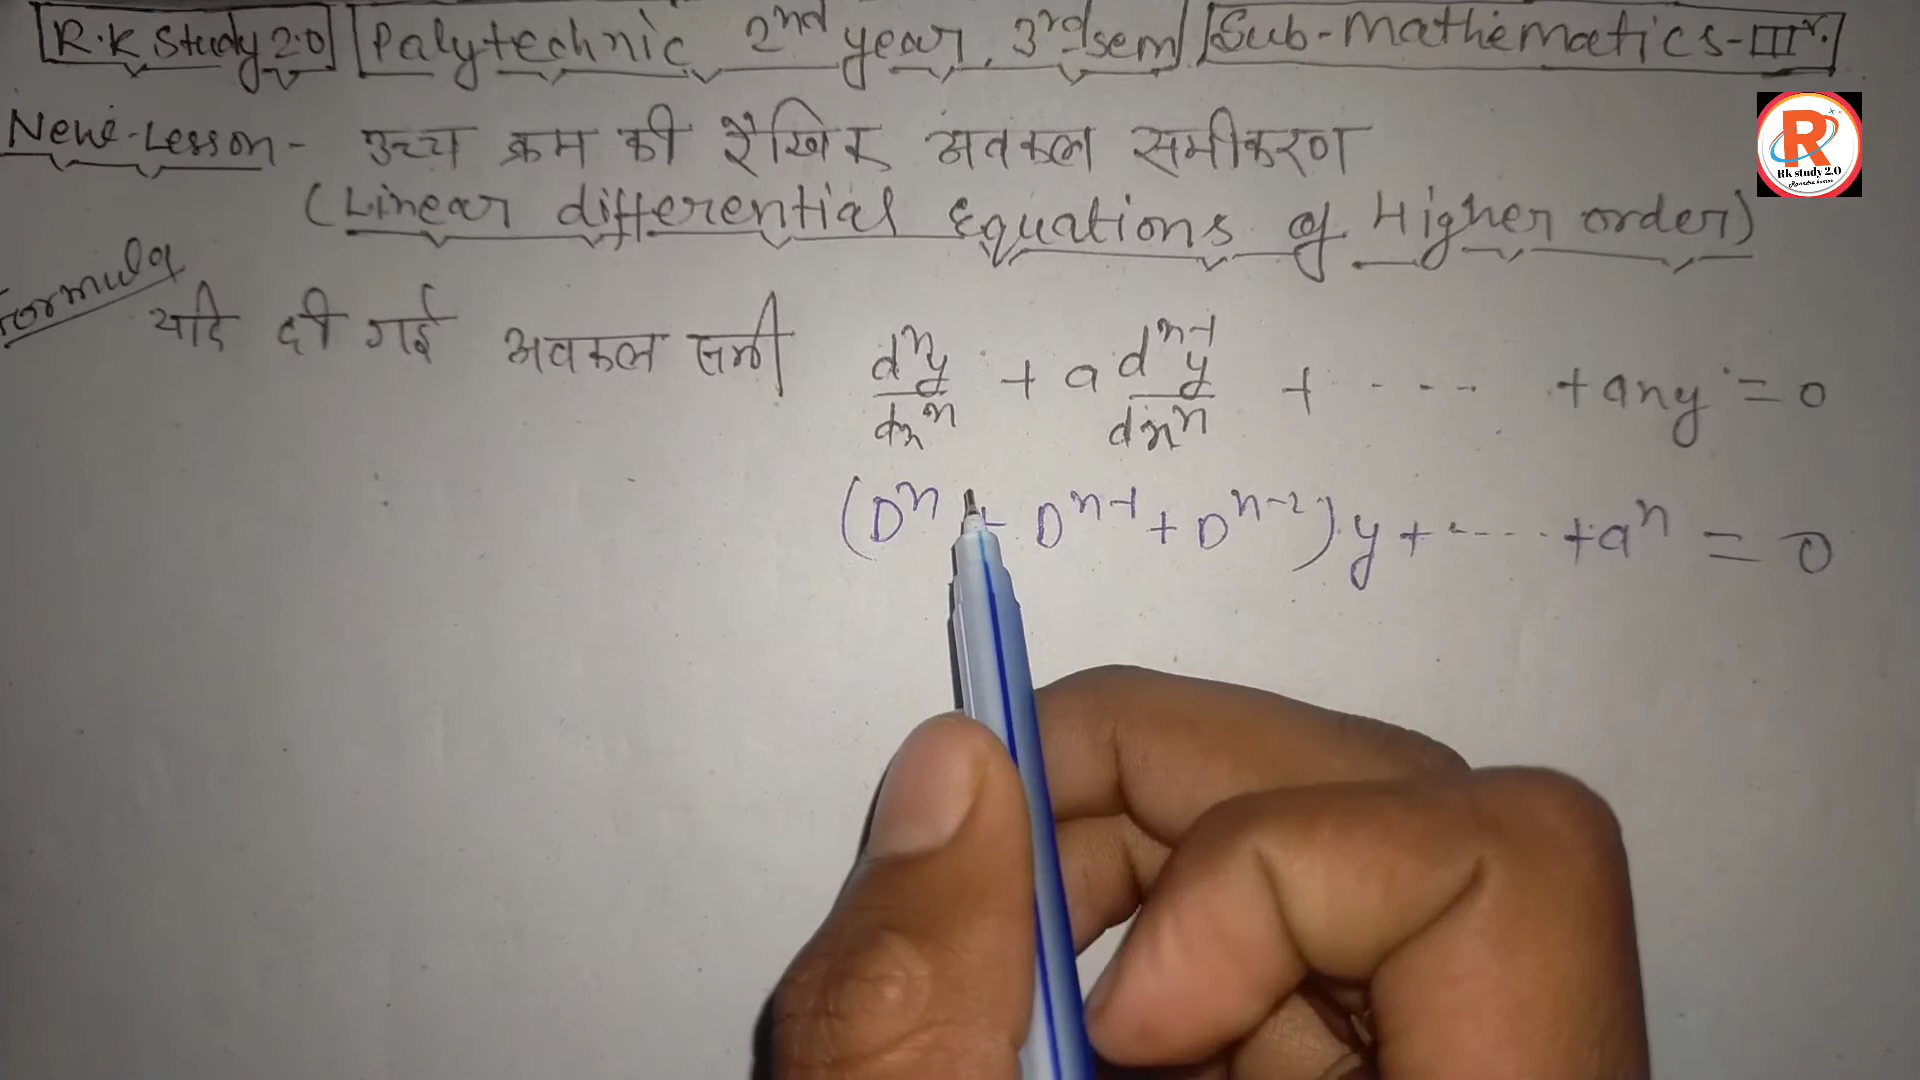 R.K Study 2.0 Palytechnic 2nd year, 3rd sem Sub-Mathematics-IIIr.
R
Rk study 2.0
New-Lesson- उच्च क्रम की रैखिक अवकल समीकरण
(Linear differential Equations of Higher order)
Formula
यदि दी गई अवकल समी dⁿy/dxⁿ + a dⁿ⁻¹y/dxⁿ + ---- + any = 0
(Dⁿ + Dⁿ⁻¹ + Dⁿ⁻²)y + ----- + aⁿ = 0